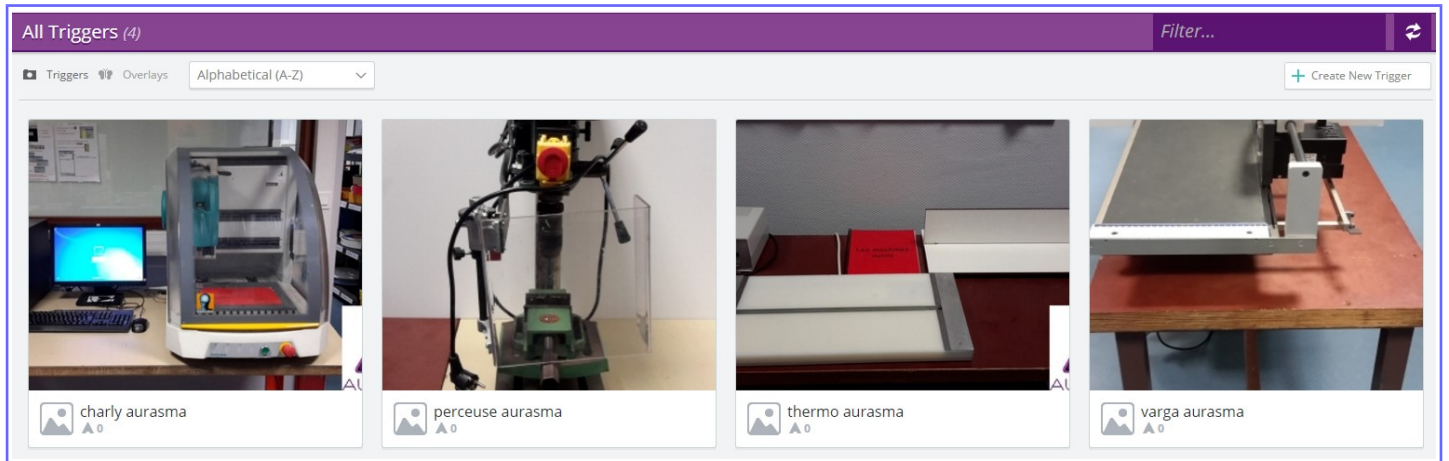 All Triggers (4)
Filter...
Triggers
Overlays
Alphabetical (A-Z)
Create New Trigger
charly aurasma
0
perceuse aurasma
0
thermo aurasma
0
varga aurasma
0